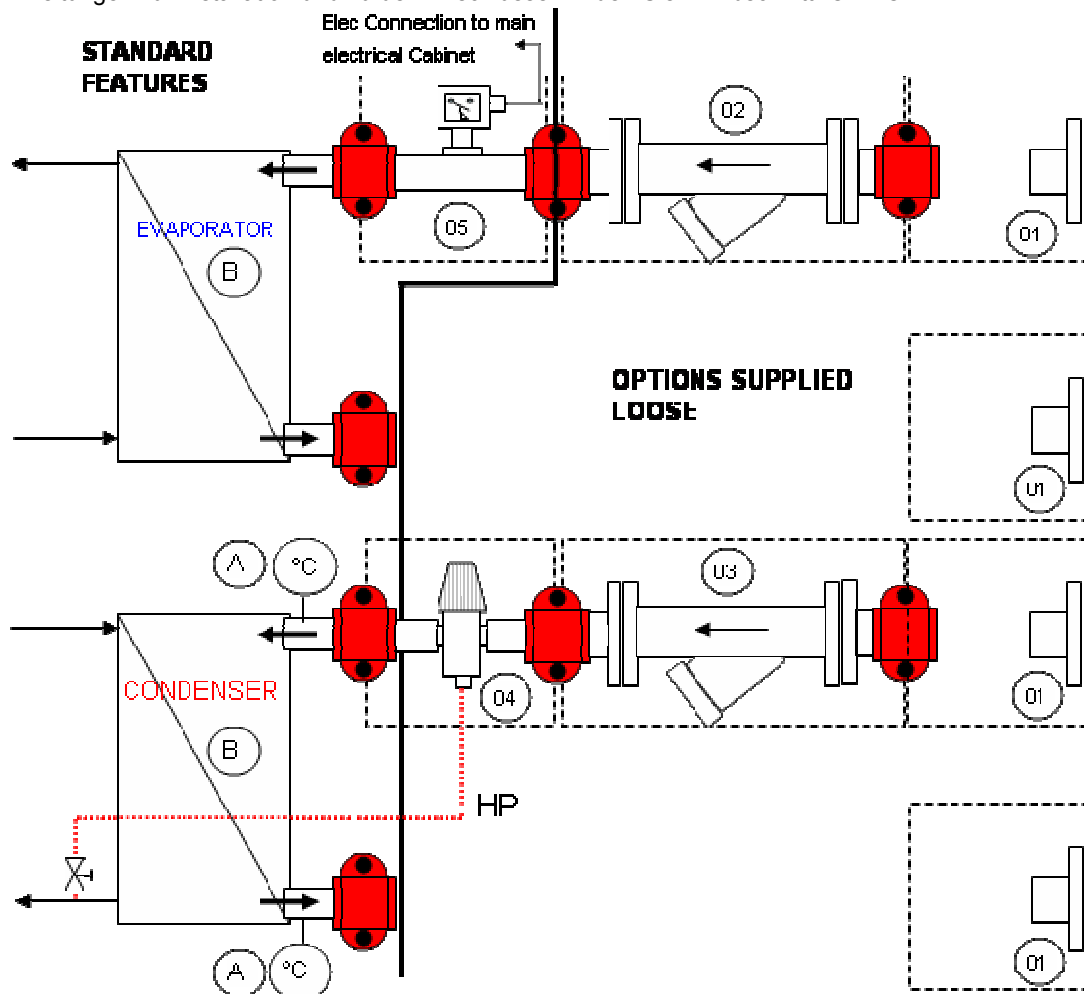 Elec Connection to main
electrical Cabinet
STANDARD
FEATURES
02
EVAPORATOR
B
05
01
OPTIONS SUPPLIED
LOOSE
01
A
°C
03
CONDENSER
04
01
B
HP
A
°C
01